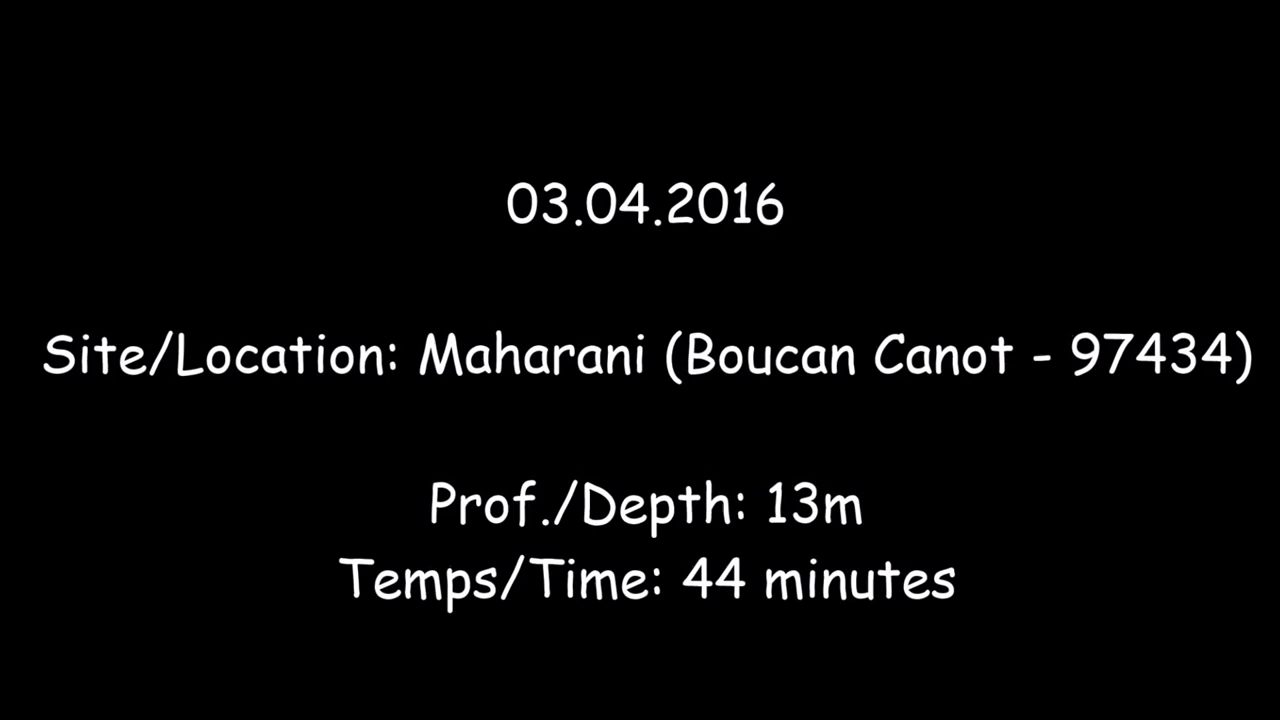 03.04.2016
Site/Location: Maharani (Boucan Canot - 97434)
Prof./Depth: 13m
Temps/Time: 44 minutes